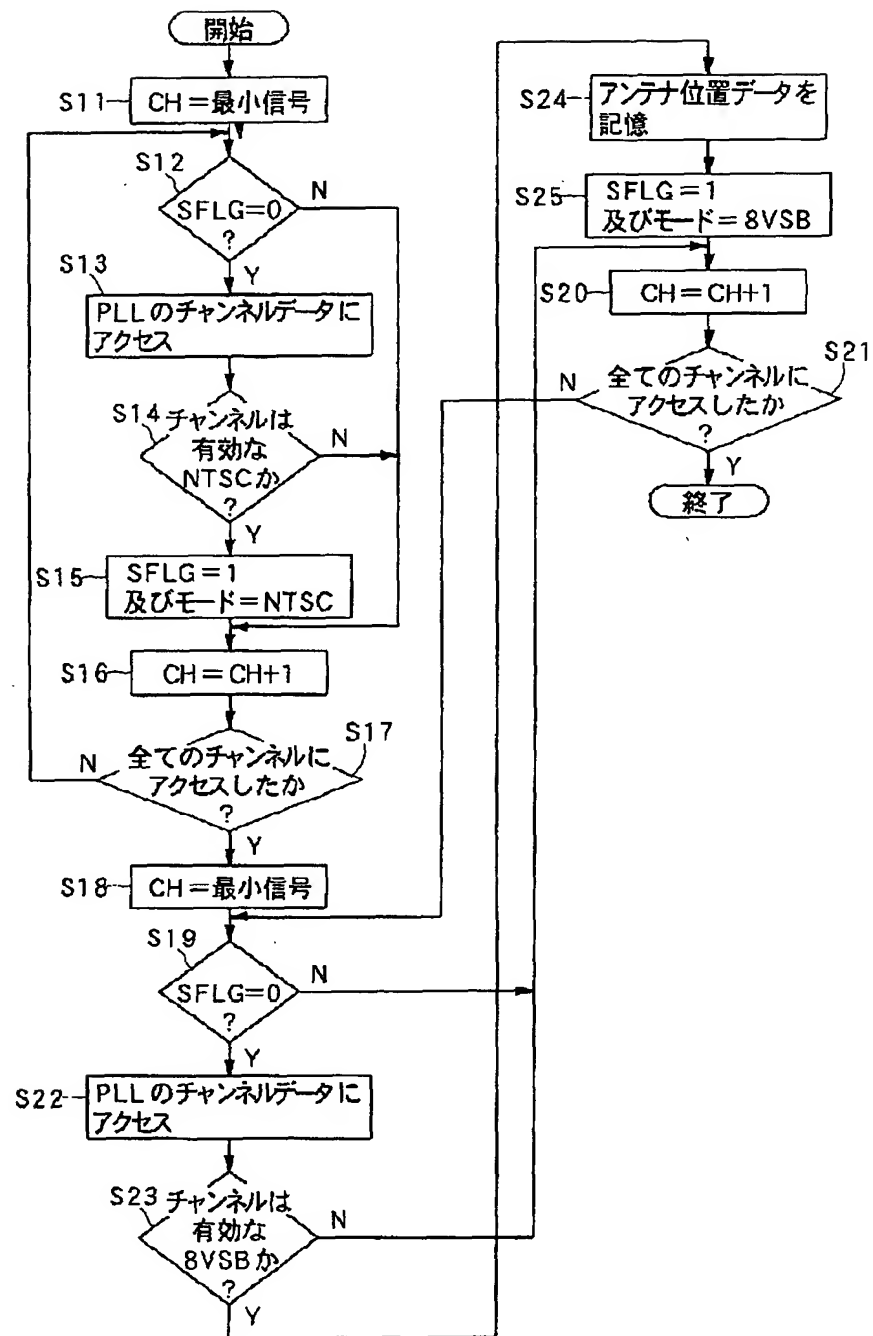 開始
S11
CH=最小信号
S12
SFLG=0
?
N
Y
S13
PLLのチャンネルデータに
アクセス
S14
チャンネルは
有効な
NTSCか
?
N
Y
S15
SFLG=1
及びモード=NTSC
S16
CH=CH+1
S17
全てのチャンネルに
アクセスしたか
?
N
Y
S18
CH=最小信号
S19
SFLG=0
?
N
Y
S22
PLLのチャンネルデータに
アクセス
S23
チャンネルは
有効な
8VSBか
?
N
Y
S24
アンテナ位置データを
記憶
S25
SFLG=1
及びモード=8VSB
S20
CH=CH+1
S21
全てのチャンネルに
アクセスしたか
?
N
Y
終了